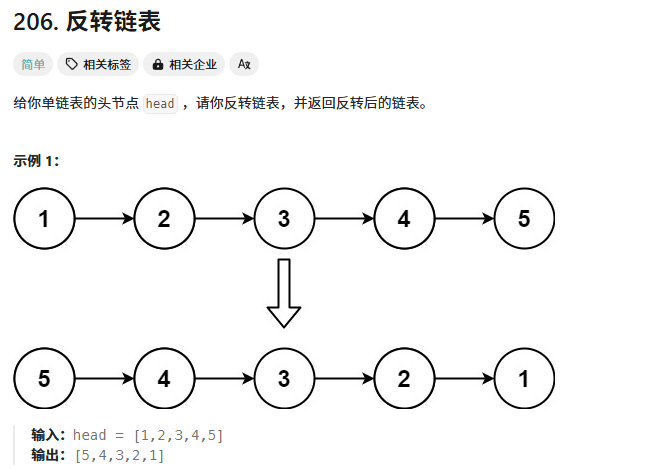 206. 反转链表
简单 相关标签 相关企业 Ax
给你单链表的头节点 head ，请你反转链表，并返回反转后的链表。
示例 1：
1 2 3 4 5
5 4 3 2 1
输入：head = [1,2,3,4,5]
输出：[5,4,3,2,1]